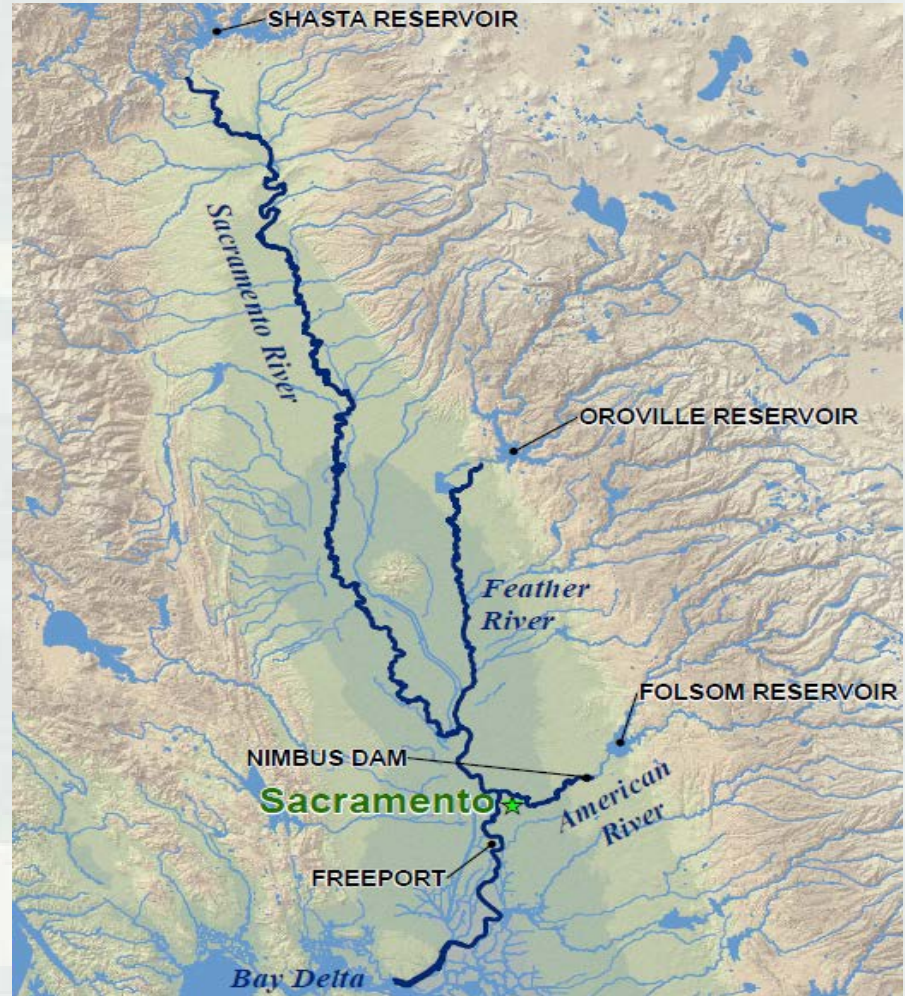 SHASTA RESERVOIR
Sacramento River
OROVILLE RESERVOIR
Feather
River
FOLSOM RESERVOIR
NIMBUS DAM
Sacramento
American
River
FREEPORT
Bay Delta